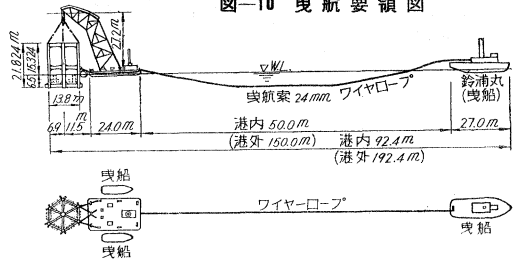 図—10 曳航要領図
21.824m
15.324
6.5
22.2m
W.L.
鈴浦丸
(曳船)
曳航索 24mm ワイヤロープ
13.8m
6.9
11.5m
24.0m
港内 50.0m
(港外 150.0m)
27.0m
港内 92.4m
(港外 192.4m)
曳船
ワイヤーロープ
曳船
曳船